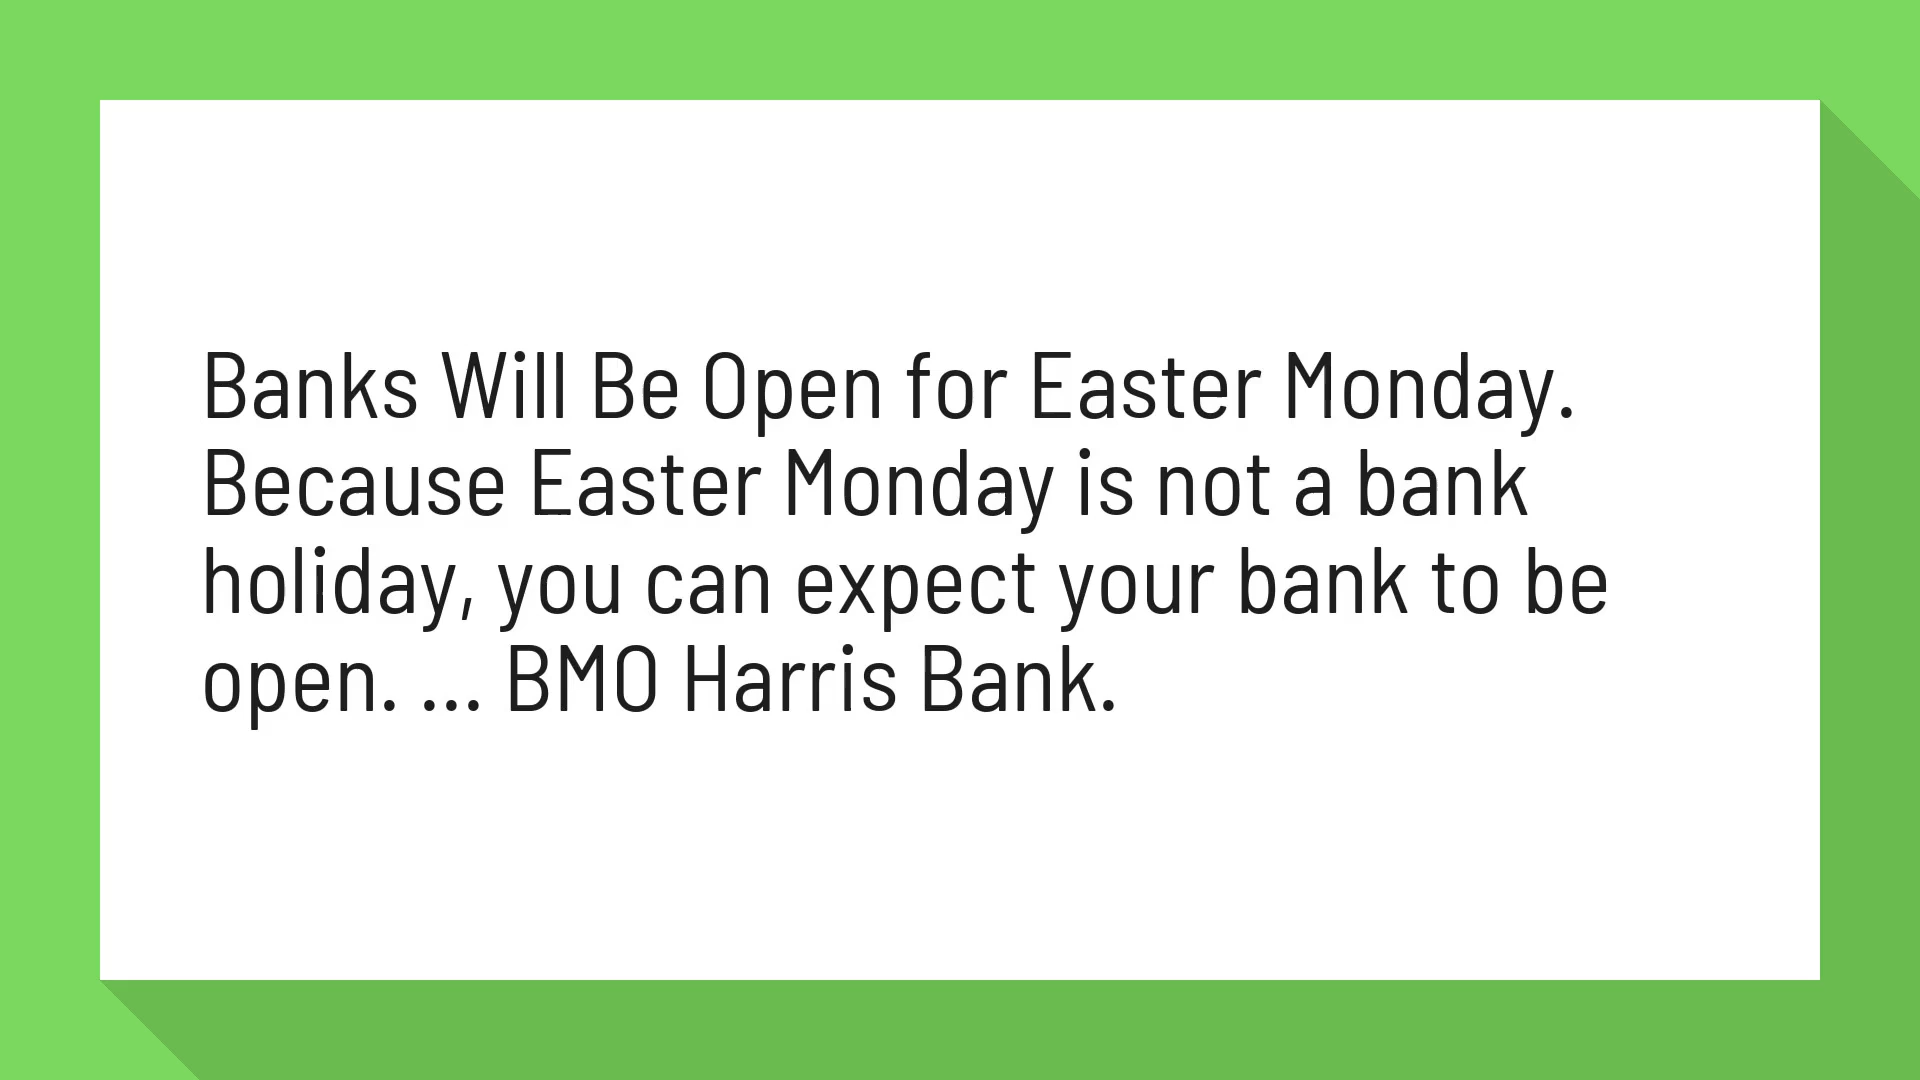 Banks Will Be Open for Easter Monday.
Because Easter Monday is not a bank
holiday, you can expect your bank to be
open. ... BMO Harris Bank.